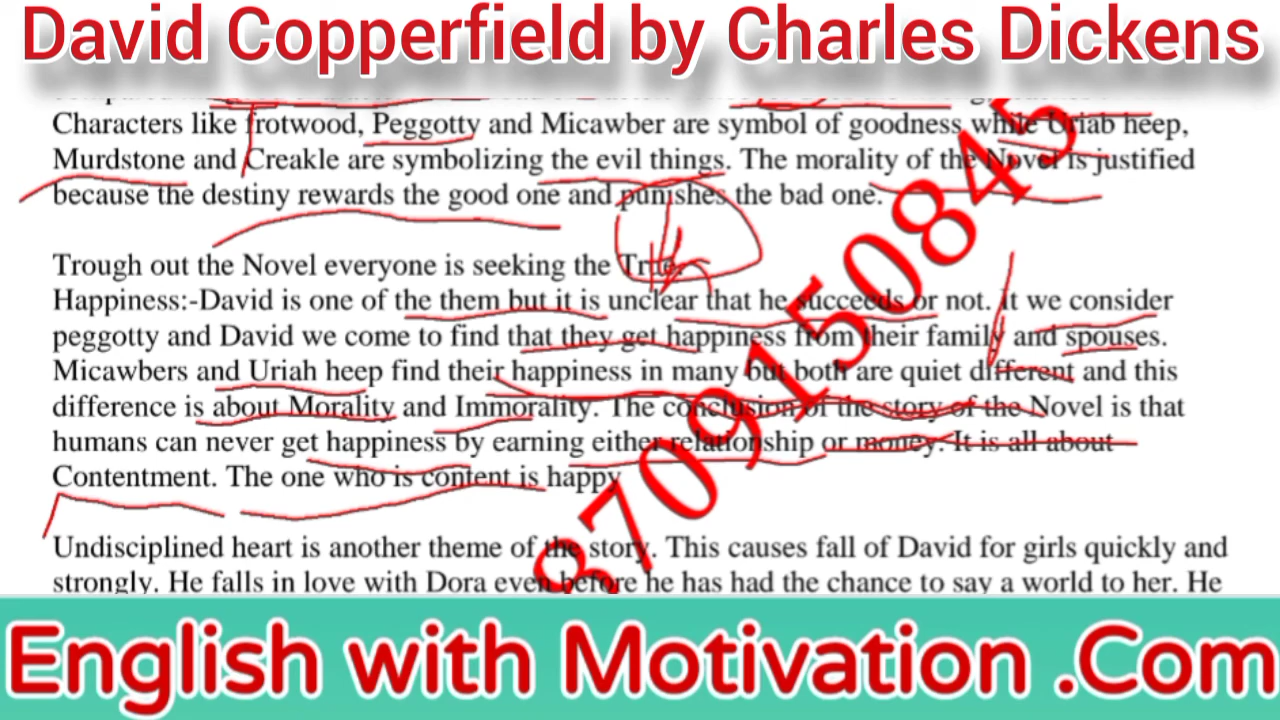 David Copperfield by Charles Dickens
Characters like Trotwood, Peggotty and Micawber are symbol of goodness while Uriah heep,
Murdstone and Creakle are symbolizing the evil things. The morality of the Novel is justified
because the destiny rewards the good one and punishes the bad one.
Trough out the Novel everyone is seeking the True
Happiness:-David is one of the them but it is unclear that he succeeds or not. It we consider
peggotty and David we come to find that they get happiness from their family and spouses.
Micawbers and Uriah heep find their happiness in many but both are quiet different and this
difference is about Morality and Immorality. The conclusion of the story of the Novel is that
humans can never get happiness by earning either relationship or money. It is all about
Contentment. The one who is content is happy
Undisciplined heart is another theme of the story. This causes fall of David for girls quickly and
strongly. He falls in love with Dora even before he has had the chance to say a world to her. He
8709150845
English with Motivation .Com